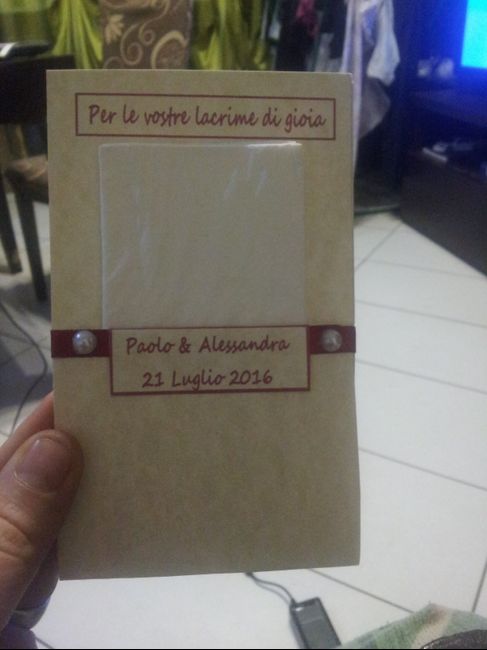 Per le vostre lacrime di gioia
Paolo & Alessandra
21 Luglio 2016